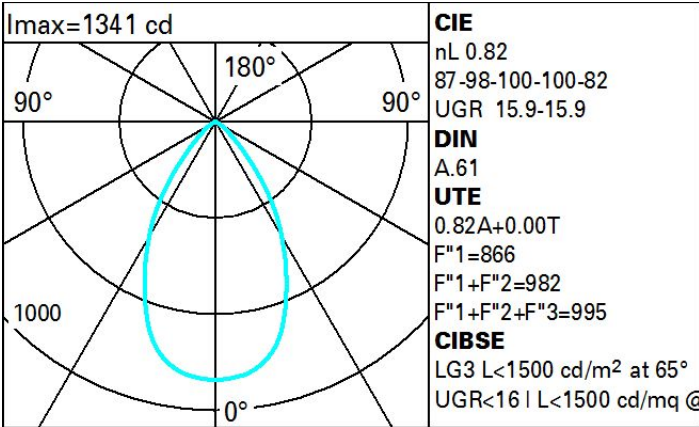 Imax=1341 cd
180°
90°
90°
1000
0°
CIE
nL 0.82
87-98-100-100-82
UGR 15.9-15.9
DIN
A.61
UTE
0.82A+0.00T
F"1=866
F"1+F"2=982
F"1+F"2+F"3=995
CIBSE
LG3 L<1500 cd/m² at 65°
UGR<16 | L<1500 cd/mq @